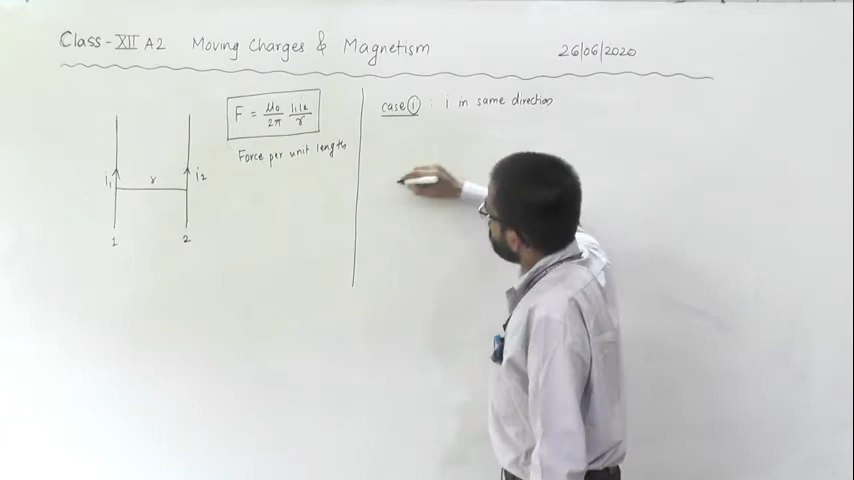 Class - XII A2 Moving Charges & Magnetism 26/06/2020
F = μ₀/2π i₁i₂/r
Force per unit length
case (i) : i in same direction
i₁ r i₂
1 2